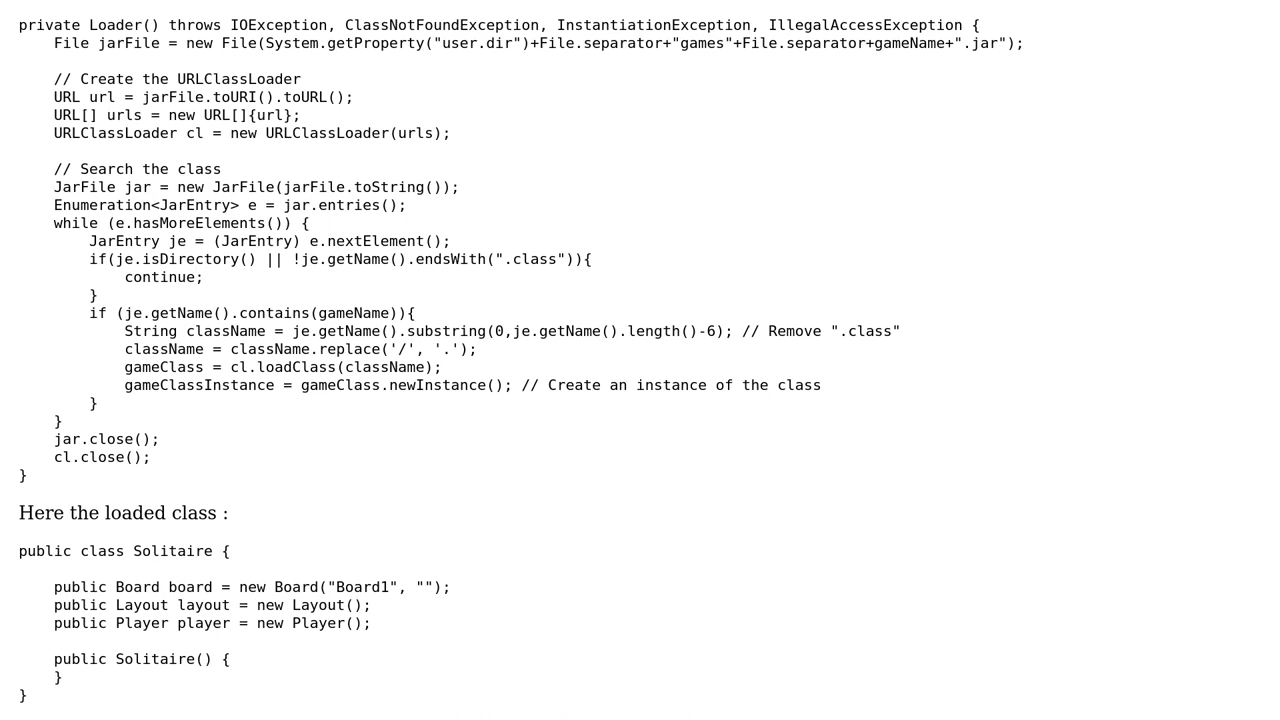 private Loader() throws IOException, ClassNotFoundException, InstantiationException, IllegalAccessException {
    File jarFile = new File(System.getProperty("user.dir")+File.separator+"games"+File.separator+gameName+".jar");

    // Create the URLClassLoader
    URL url = jarFile.toURI().toURL();
    URL[] urls = new URL[]{url};
    URLClassLoader cl = new URLClassLoader(urls);

    // Search the class
    JarFile jar = new JarFile(jarFile.toString());
    Enumeration<JarEntry> e = jar.entries();
    while (e.hasMoreElements()) {
        JarEntry je = (JarEntry) e.nextElement();
        if(je.isDirectory() || !je.getName().endsWith(".class")){
            continue;
        }
        if (je.getName().contains(gameName)){
            String className = je.getName().substring(0,je.getName().length()-6); // Remove ".class"
            className = className.replace('/', '.');
            gameClass = cl.loadClass(className);
            gameClassInstance = gameClass.newInstance(); // Create an instance of the class
        }
    }
    jar.close();
    cl.close();
}

Here the loaded class :

public class Solitaire {

    public Board board = new Board("Board1", "");
    public Layout layout = new Layout();
    public Player player = new Player();

    public Solitaire() {
    }
}